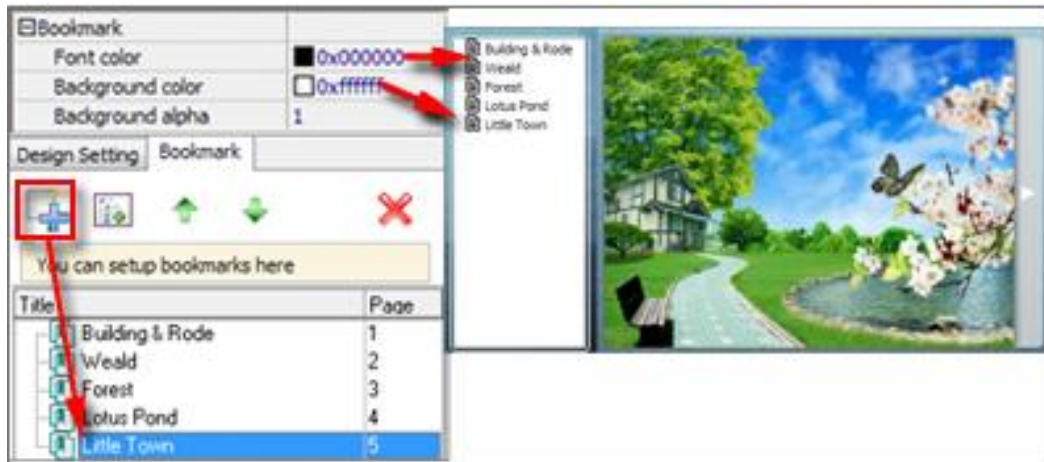 Bookmark
Font color 0x000000
Background color 0xffffff
Background alpha 1
Design Setting Bookmark
You can setup bookmarks here
Title Page
Building & Rode 1
Weald 2
Forest 3
Lotus Pond 4
Little Town 5
Building & Rode
Weald
Forest
Lotus Pond
Little Town